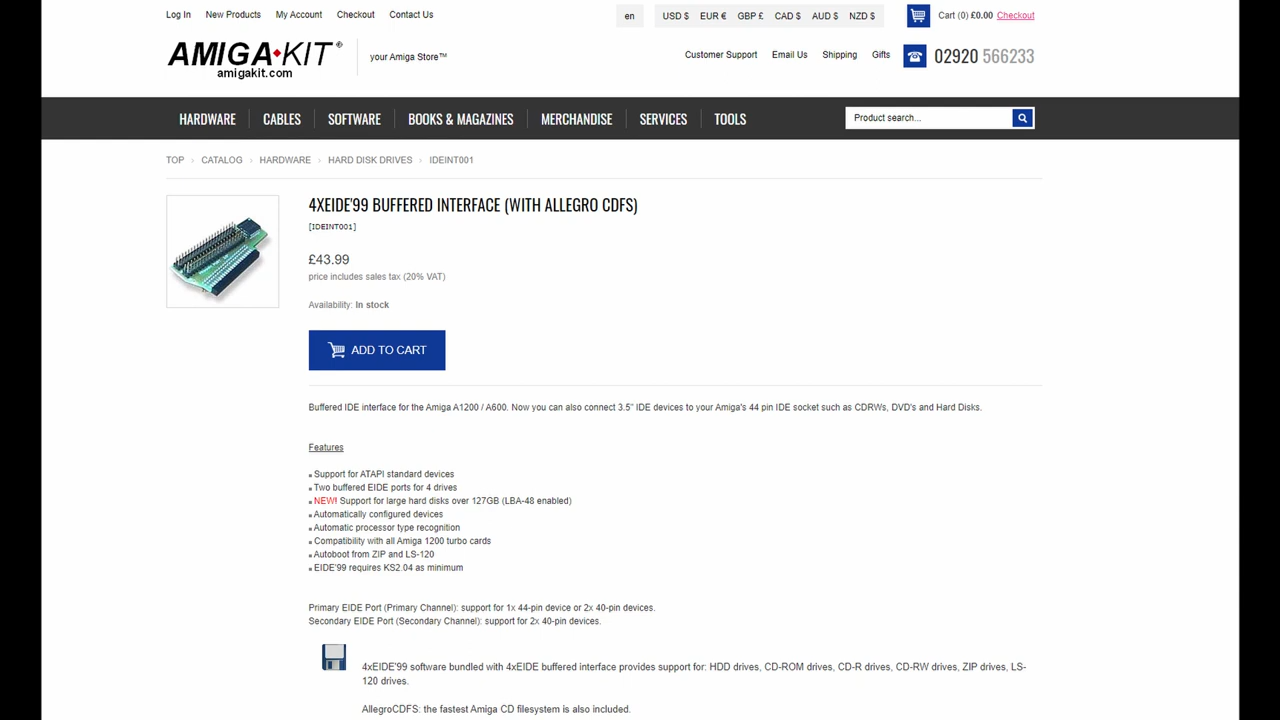 Log In New Products My Account Checkout Contact Us en USD $ EUR € GBP £ CAD $ AUD $ NZD $ Cart (0) £0.00 Checkout
AMIGA KIT®
amigakit.com
your Amiga Store™
Customer Support Email Us Shipping Gifts 02920 566233
HARDWARE CABLES SOFTWARE BOOKS & MAGAZINES MERCHANDISE SERVICES TOOLS Product search...
TOP › CATALOG › HARDWARE › HARD DISK DRIVES › IDEINT001
4XEIDE'99 BUFFERED INTERFACE (WITH ALLEGRO CDFS)
[IDEINT001]
£43.99
price includes sales tax (20% VAT)
Availability: In stock
ADD TO CART
Buffered IDE interface for the Amiga A1200 / A600. Now you can also connect 3.5" IDE devices to your Amiga's 44 pin IDE socket such as CDRWs, DVD's and Hard Disks.
Features
Support for ATAPI standard devices
Two buffered EIDE ports for 4 drives
NEW! Support for large hard disks over 127GB (LBA-48 enabled)
Automatically configured devices
Automatic processor type recognition
Compatibility with all Amiga 1200 turbo cards
Autoboot from ZIP and LS-120
EIDE'99 requires KS2.04 as minimum
Primary EIDE Port (Primary Channel): support for 1x 44-pin device or 2x 40-pin devices.
Secondary EIDE Port (Secondary Channel): support for 2x 40-pin devices.
4xEIDE'99 software bundled with 4xEIDE buffered interface provides support for: HDD drives, CD-ROM drives, CD-R drives, CD-RW drives, ZIP drives, LS-
120 drives.
AllegroCDFS: the fastest Amiga CD filesystem is also included.